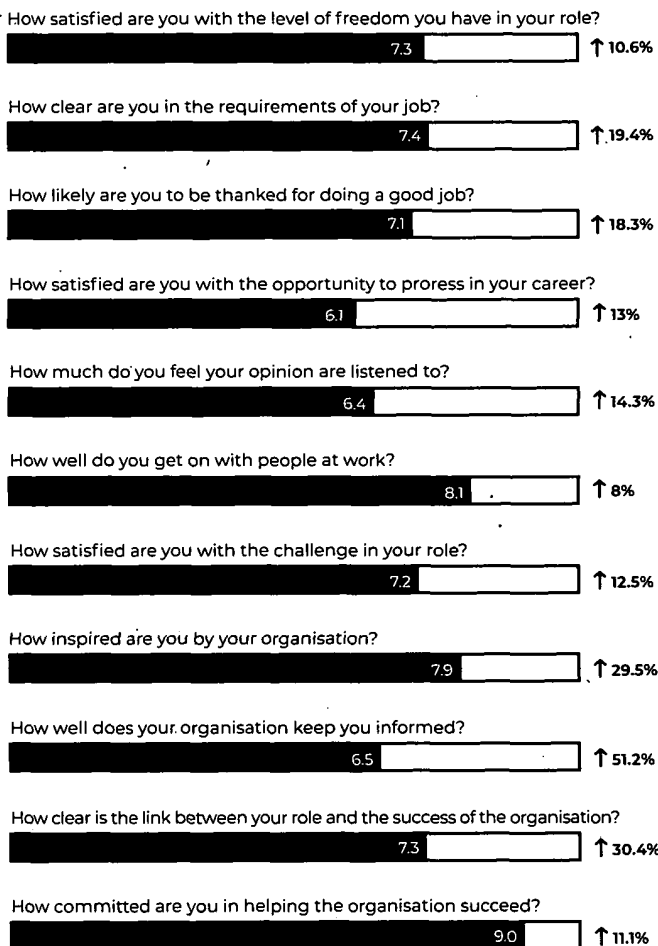 How satisfied are you with the level of freedom you have in your role?
7.3 ↑ 10.6%
How clear are you in the requirements of your job?
7.4 ↑ 19.4%
How likely are you to be thanked for doing a good job?
7.1 ↑ 18.3%
How satisfied are you with the opportunity to proress in your career?
6.1 ↑ 13%
How much do you feel your opinion are listened to?
6.4 ↑ 14.3%
How well do you get on with people at work?
8.1 ↑ 8%
How satisfied are you with the challenge in your role?
7.2 ↑ 12.5%
How inspired are you by your organisation?
7.9 ↑ 29.5%
How well does your organisation keep you informed?
6.5 ↑ 51.2%
How clear is the link between your role and the success of the organisation?
7.3 ↑ 30.4%
How committed are you in helping the organisation succeed?
9.0 ↑ 11.1%